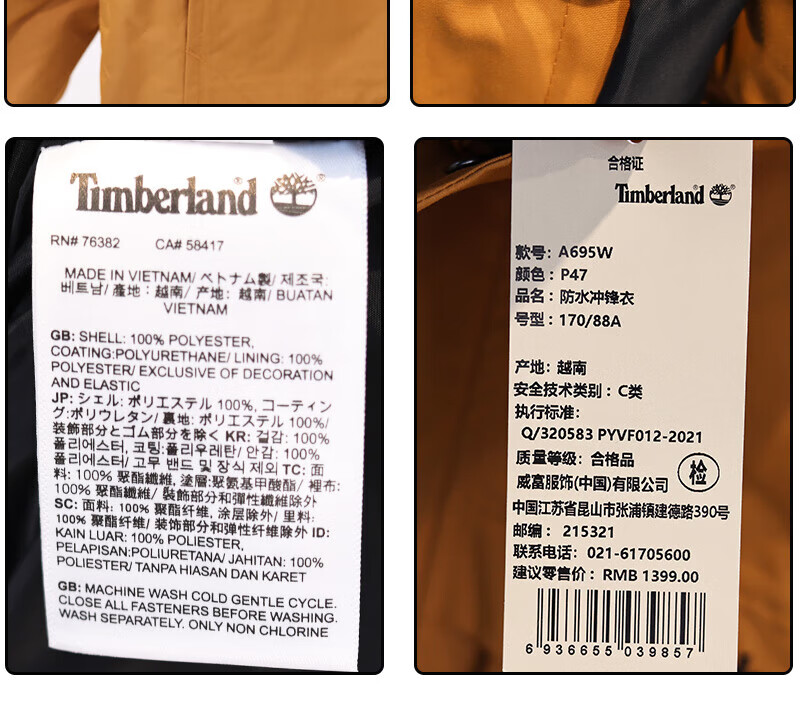 Timberland
RN# 76382 CA# 58417
MADE IN VIETNAM/ ベトナム製/ 제조국:
베트남/ 產地：越南/ 产地：越南/ BUATAN
VIETNAM
GB: SHELL: 100% POLYESTER,
COATING:POLYURETHANE/ LINING: 100%
POLYESTER/ EXCLUSIVE OF DECORATION
AND ELASTIC
JP: シェル: ポリエステル 100%, コーティン
グ:ポリウレタン/ 裏地: ポリエステル 100%/
装飾部分とゴム部分を除く KR: 겉감: 100%
폴리에스터, 코팅:폴리우레탄/ 안감: 100%
폴리에스터/ 고무 밴드 및 장식 제외 TC: 面
料: 100% 聚酯纖維, 塗層:聚氨基甲酸酯/ 裡布:
100% 聚酯纖維/ 裝飾部分和彈性纖維除外
SC: 面料: 100% 聚酯纤维, 涂层除外/ 里料:
100% 聚酯纤维/ 装饰部分和弹性纤维除外 ID:
KAIN LUAR: 100% POLIESTER,
PELAPISAN:POLIURETANA/ JAHITAN: 100%
POLIESTER/ TANPA HIASAN DAN KARET
GB: MACHINE WASH COLD GENTLE CYCLE.
CLOSE ALL FASTENERS BEFORE WASHING.
WASH SEPARATELY. ONLY NON CHLORINE
合格证
Timberland
款号: A695W
颜色: P47
品名: 防水冲锋衣
号型: 170/88A
产地: 越南
安全技术类别: C类
执行标准:
Q/320583 PYVF012-2021
质量等级: 合格品
检
威富服饰(中国)有限公司
中国江苏省昆山市张浦镇建德路390号
邮编: 215321
联系电话: 021-61705600
建议零售价: RMB 1399.00
6 936655 039857